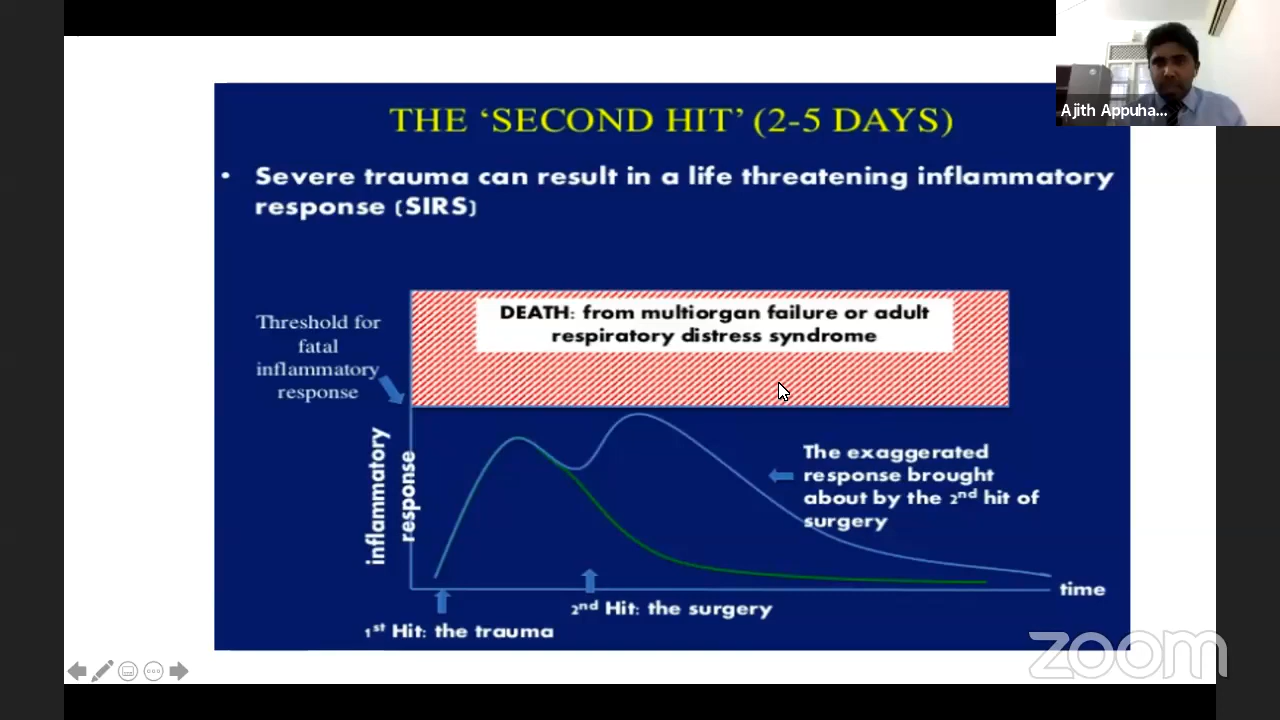 Ajith Appuha...
THE ‘SECOND HIT’ (2-5 DAYS)
• Severe trauma can result in a life threatening inflammatory
response (SIRS)
DEATH: from multiorgan failure or adult
respiratory distress syndrome
Threshold for
fatal
inflammatory
response
inflammatory
response
The exaggerated
response brought
about by the 2nd hit of
surgery
time
2nd Hit: the surgery
1st Hit: the trauma
zoom